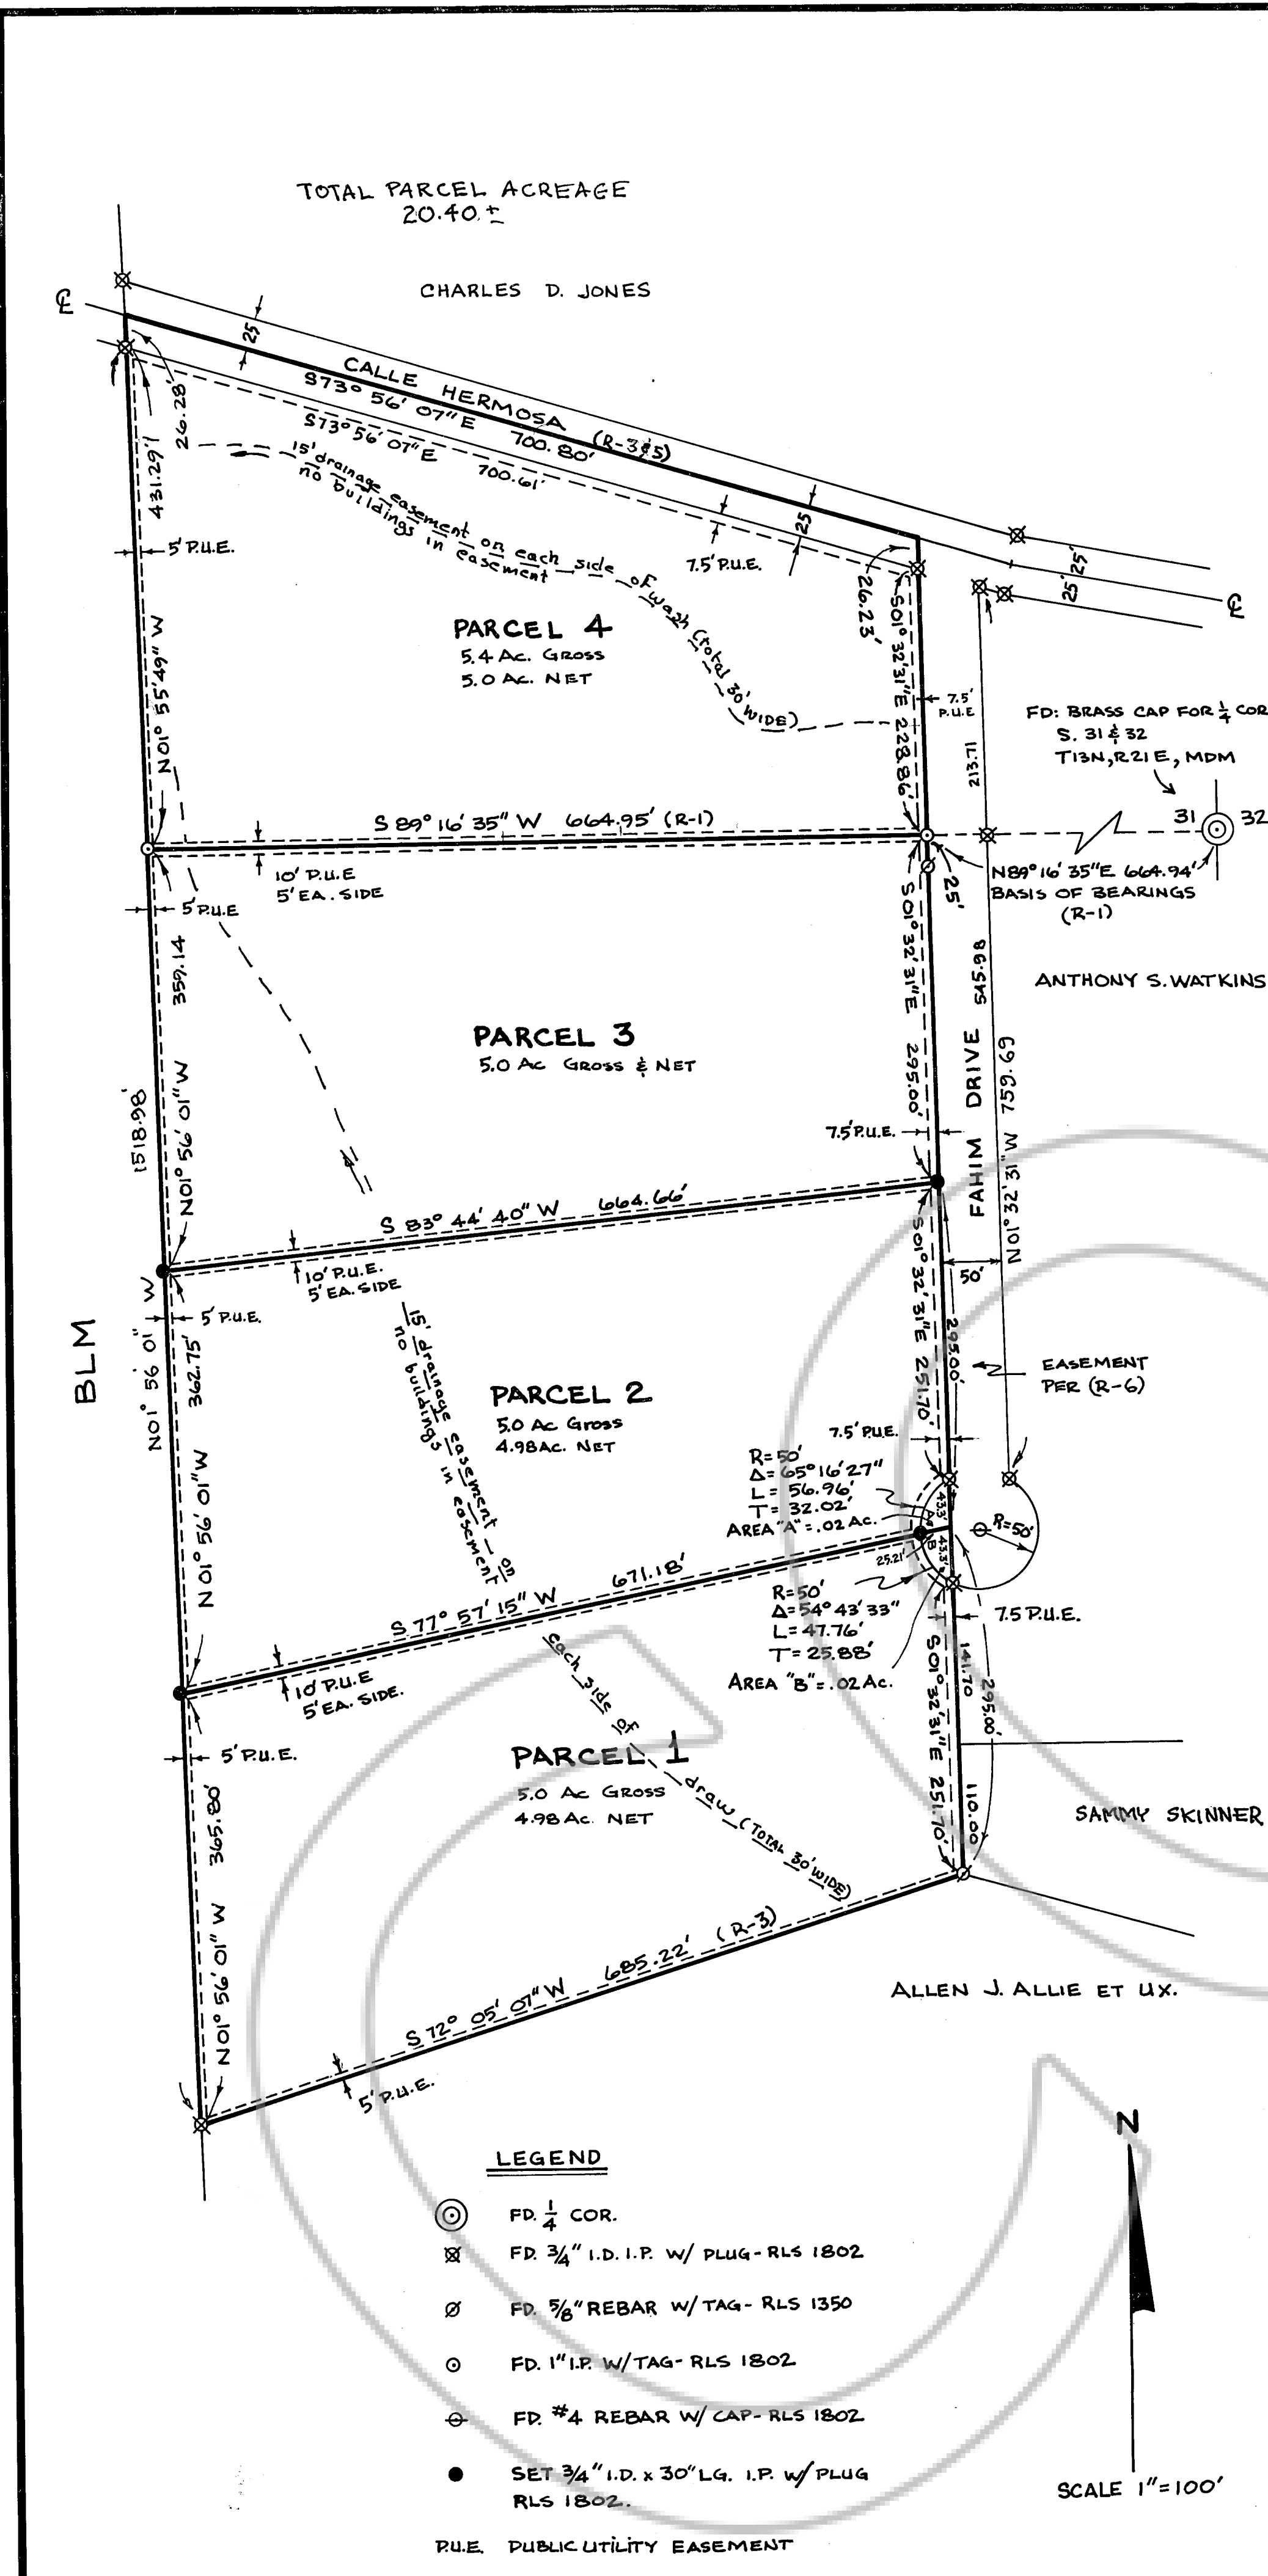 TOTAL PARCEL ACREAGE
20.40.±
CHARLES D. JONES
℄
25
CALLE HERMOSA (R-3&5)
S73° 56' 07" E 700.80'
S73° 56' 07" E 700.61'
26.28'
431.29'
15' drainage easement on each side of wash (total 30' WIDE)
no buildings in easement
7.5' P.U.E.
25
25'
25'
℄
5' P.U.E.
26.23'
S01° 32' 31" E 228.86'
N01° 55' 49" W
PARCEL 4
5.4 Ac. GROSS
5.0 Ac. NET
7.5'
P.U.E
213.71
FD: BRASS CAP FOR 1/4 COR
S. 31 & 32
T13N, R21E, MDM
31
32
S 89° 16' 35" W 664.95' (R-1)
10' P.U.E
5' EA. SIDE
N89° 16' 35" E 664.94'
BASIS OF BEARINGS
(R-1)
25'
5' P.U.E
359.14
S01° 32' 31" E 295.00'
545.98
ANTHONY S. WATKINS
PARCEL 3
5.0 Ac GROSS & NET
FAHIM DRIVE
N01° 32' 31" W 759.69
1518.98'
N01° 56' 01" W
7.5' P.U.E.
S 83° 44' 40" W 664.66'
10' P.U.E.
5' EA. SIDE
50'
BLM
N01° 56' 01" W
5' P.U.E.
362.75'
N01° 56' 01" W
S01° 32' 31" E 251.70'
295.00'
EASEMENT
PER (R-6)
15' drainage easement - on
no buildings in easement
PARCEL 2
5.0 Ac Gross
4.98 Ac. NET
7.5' P.U.E.
R=50'
Δ=65° 16' 27"
L= 56.96'
T= 32.02'
AREA "A"= .02 Ac.
A
43.3'
R=50'
B
43.3'
25.21'
S 77° 57' 15" W 671.18'
R=50'
Δ=54° 43' 33"
L=47.76'
T=25.88'
AREA "B"= .02 Ac.
7.5 P.U.E.
10' P.U.E
5' EA. SIDE.
each side of draw (TOTAL 30' WIDE)
5' P.U.E.
S01° 32' 31" E 251.70'
141.70
295.00'
110.00
PARCEL 1
5.0 Ac GROSS
4.98 Ac. NET
SAMMY SKINNER
N01° 56' 01" W 365.80'
S 72° 05' 07" W 685.22' (R-3)
5' P.U.E.
ALLEN J. ALLIE ET UX.
LEGEND
FD. 1/4 COR.
FD. 3/4" I.D. I.P. W/ PLUG - RLS 1802
FD. 5/8" REBAR W/ TAG - RLS 1350
FD. 1" I.P. W/ TAG - RLS 1802
FD. #4 REBAR W/ CAP - RLS 1802
SET 3/4" I.D. x 30" LG. I.P. W/ PLUG
RLS 1802.
P.U.E. PUBLIC UTILITY EASEMENT
N
SCALE 1"=100'